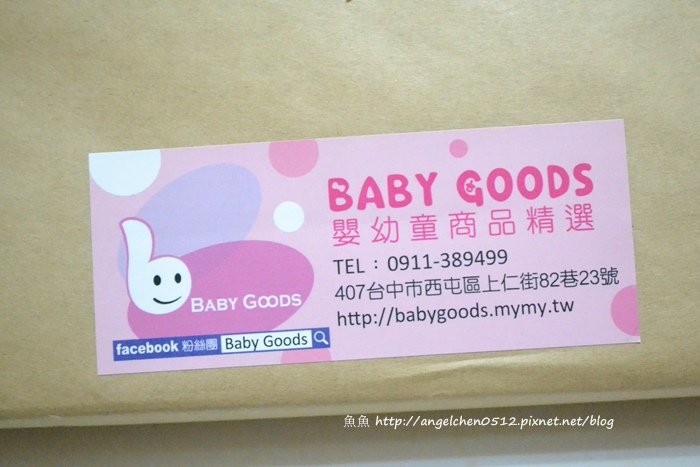 BABY GOODS
嬰幼童商品精選
TEL：0911-389499
407台中市西屯區上仁街82巷23號
http://babygoods.mymy.tw
b
BABY GOODS
facebook 粉絲團 Baby Goods
魚魚 http://angelchen0512.pixnet.net/blog